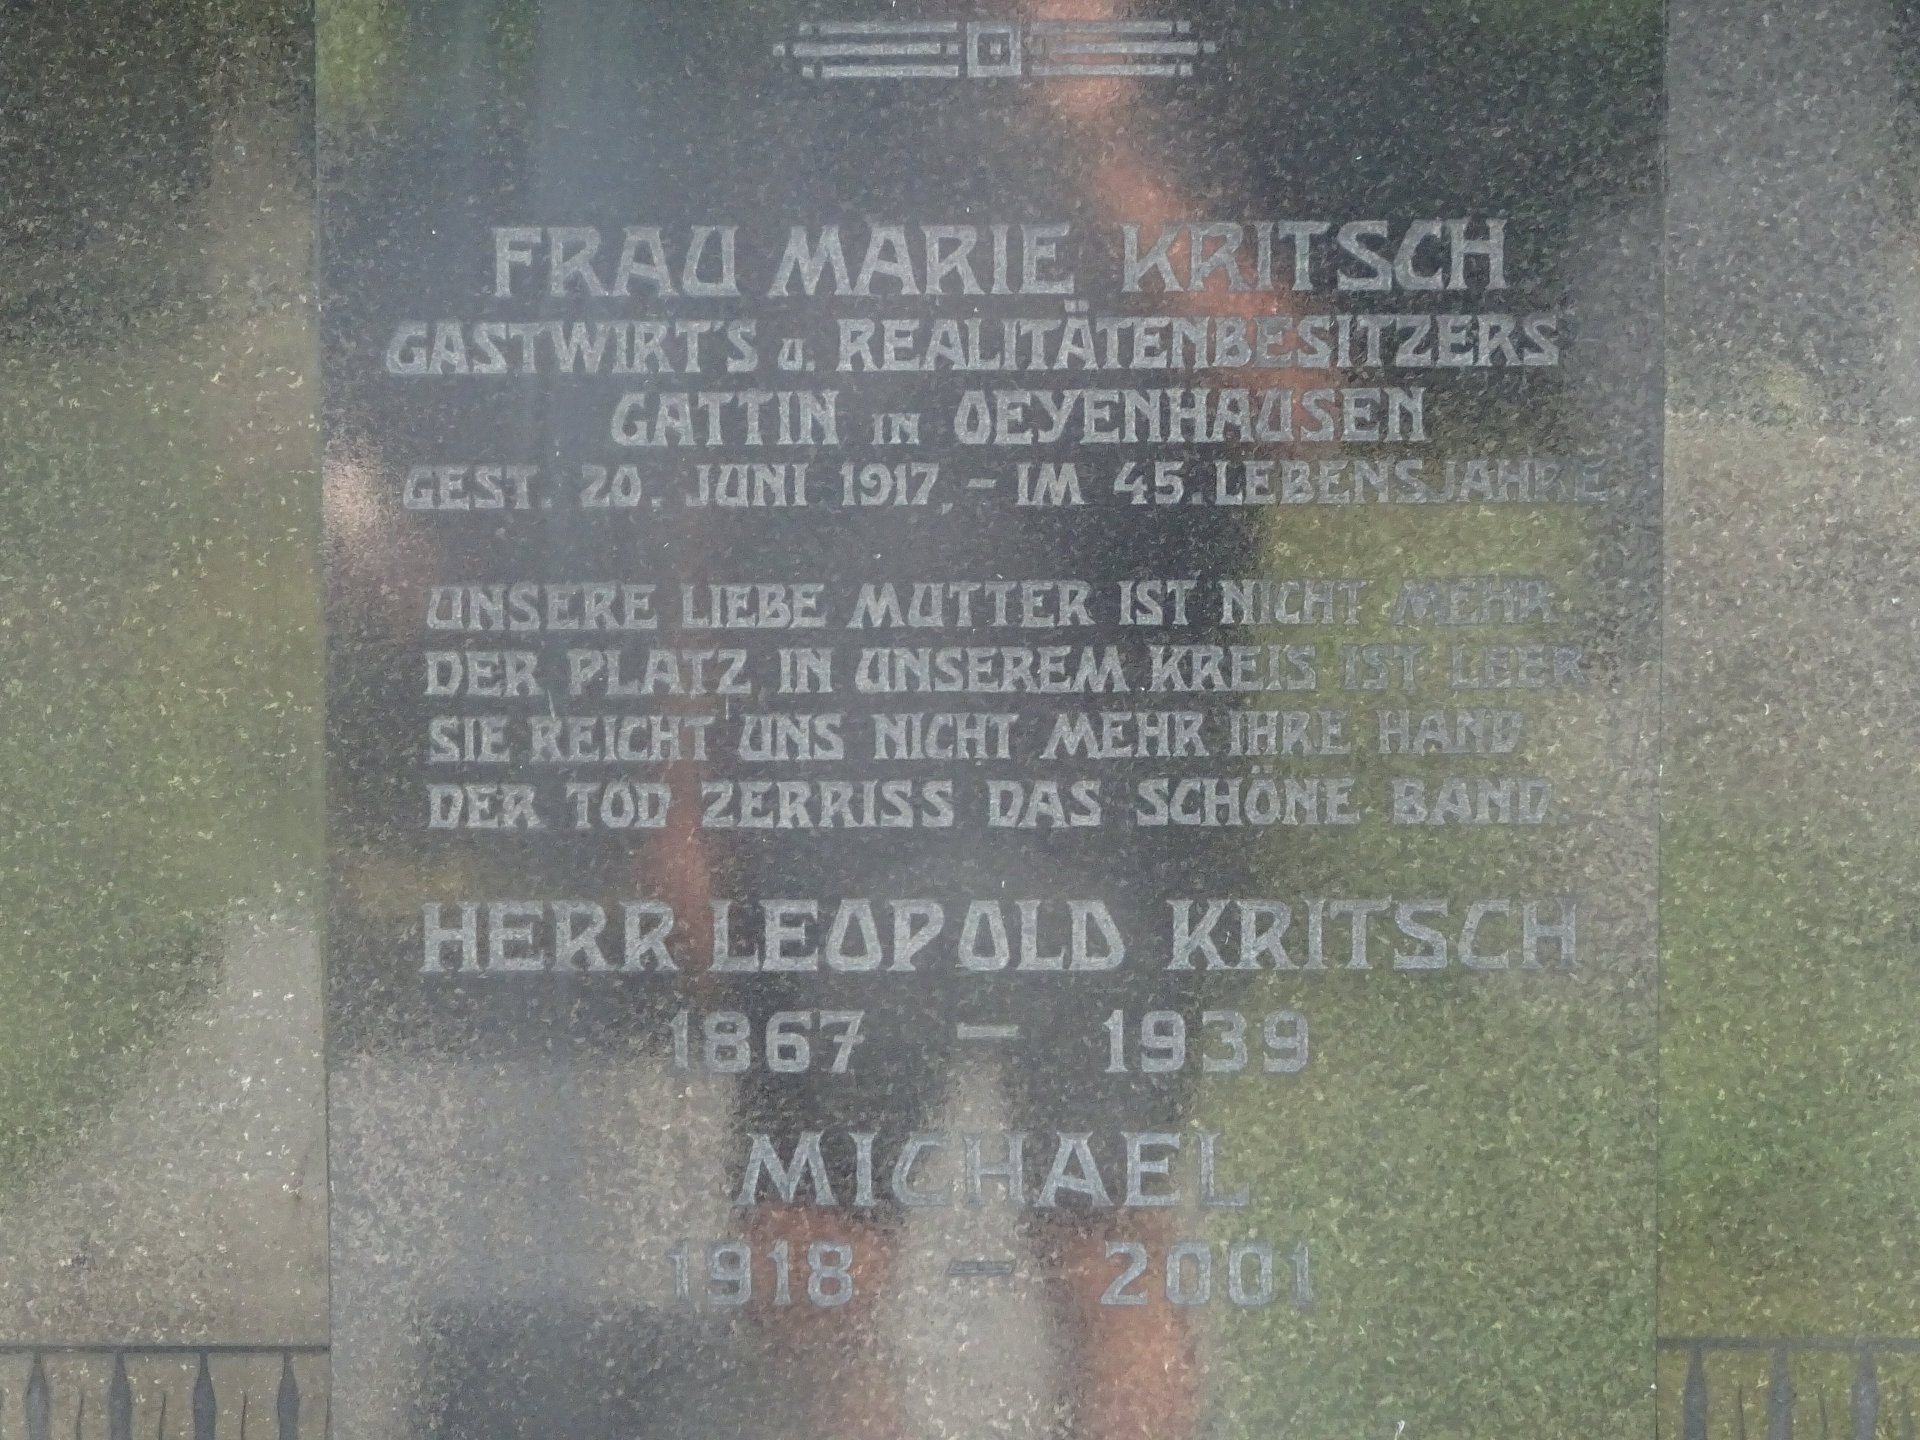 FRAU MARIE KRITSCH
GASTWIRT'S u. REALITÄTENBESITZERS
GATTIN IN OEYENHAUSEN
GEST. 20. JUNI 1917, – IM 45. LEBENSJAHRE
UNSERE LIEBE MUTTER IST NICHT MEHR
DER PLATZ IN UNSEREM KREIS IST LEER
SIE REICHT UNS NICHT MEHR IHRE HAND
DER TOD ZERRISS DAS SCHÖNE BAND.
HERR LEOPOLD KRITSCH
1867 – 1939
MICHAEL
1918 – 2001